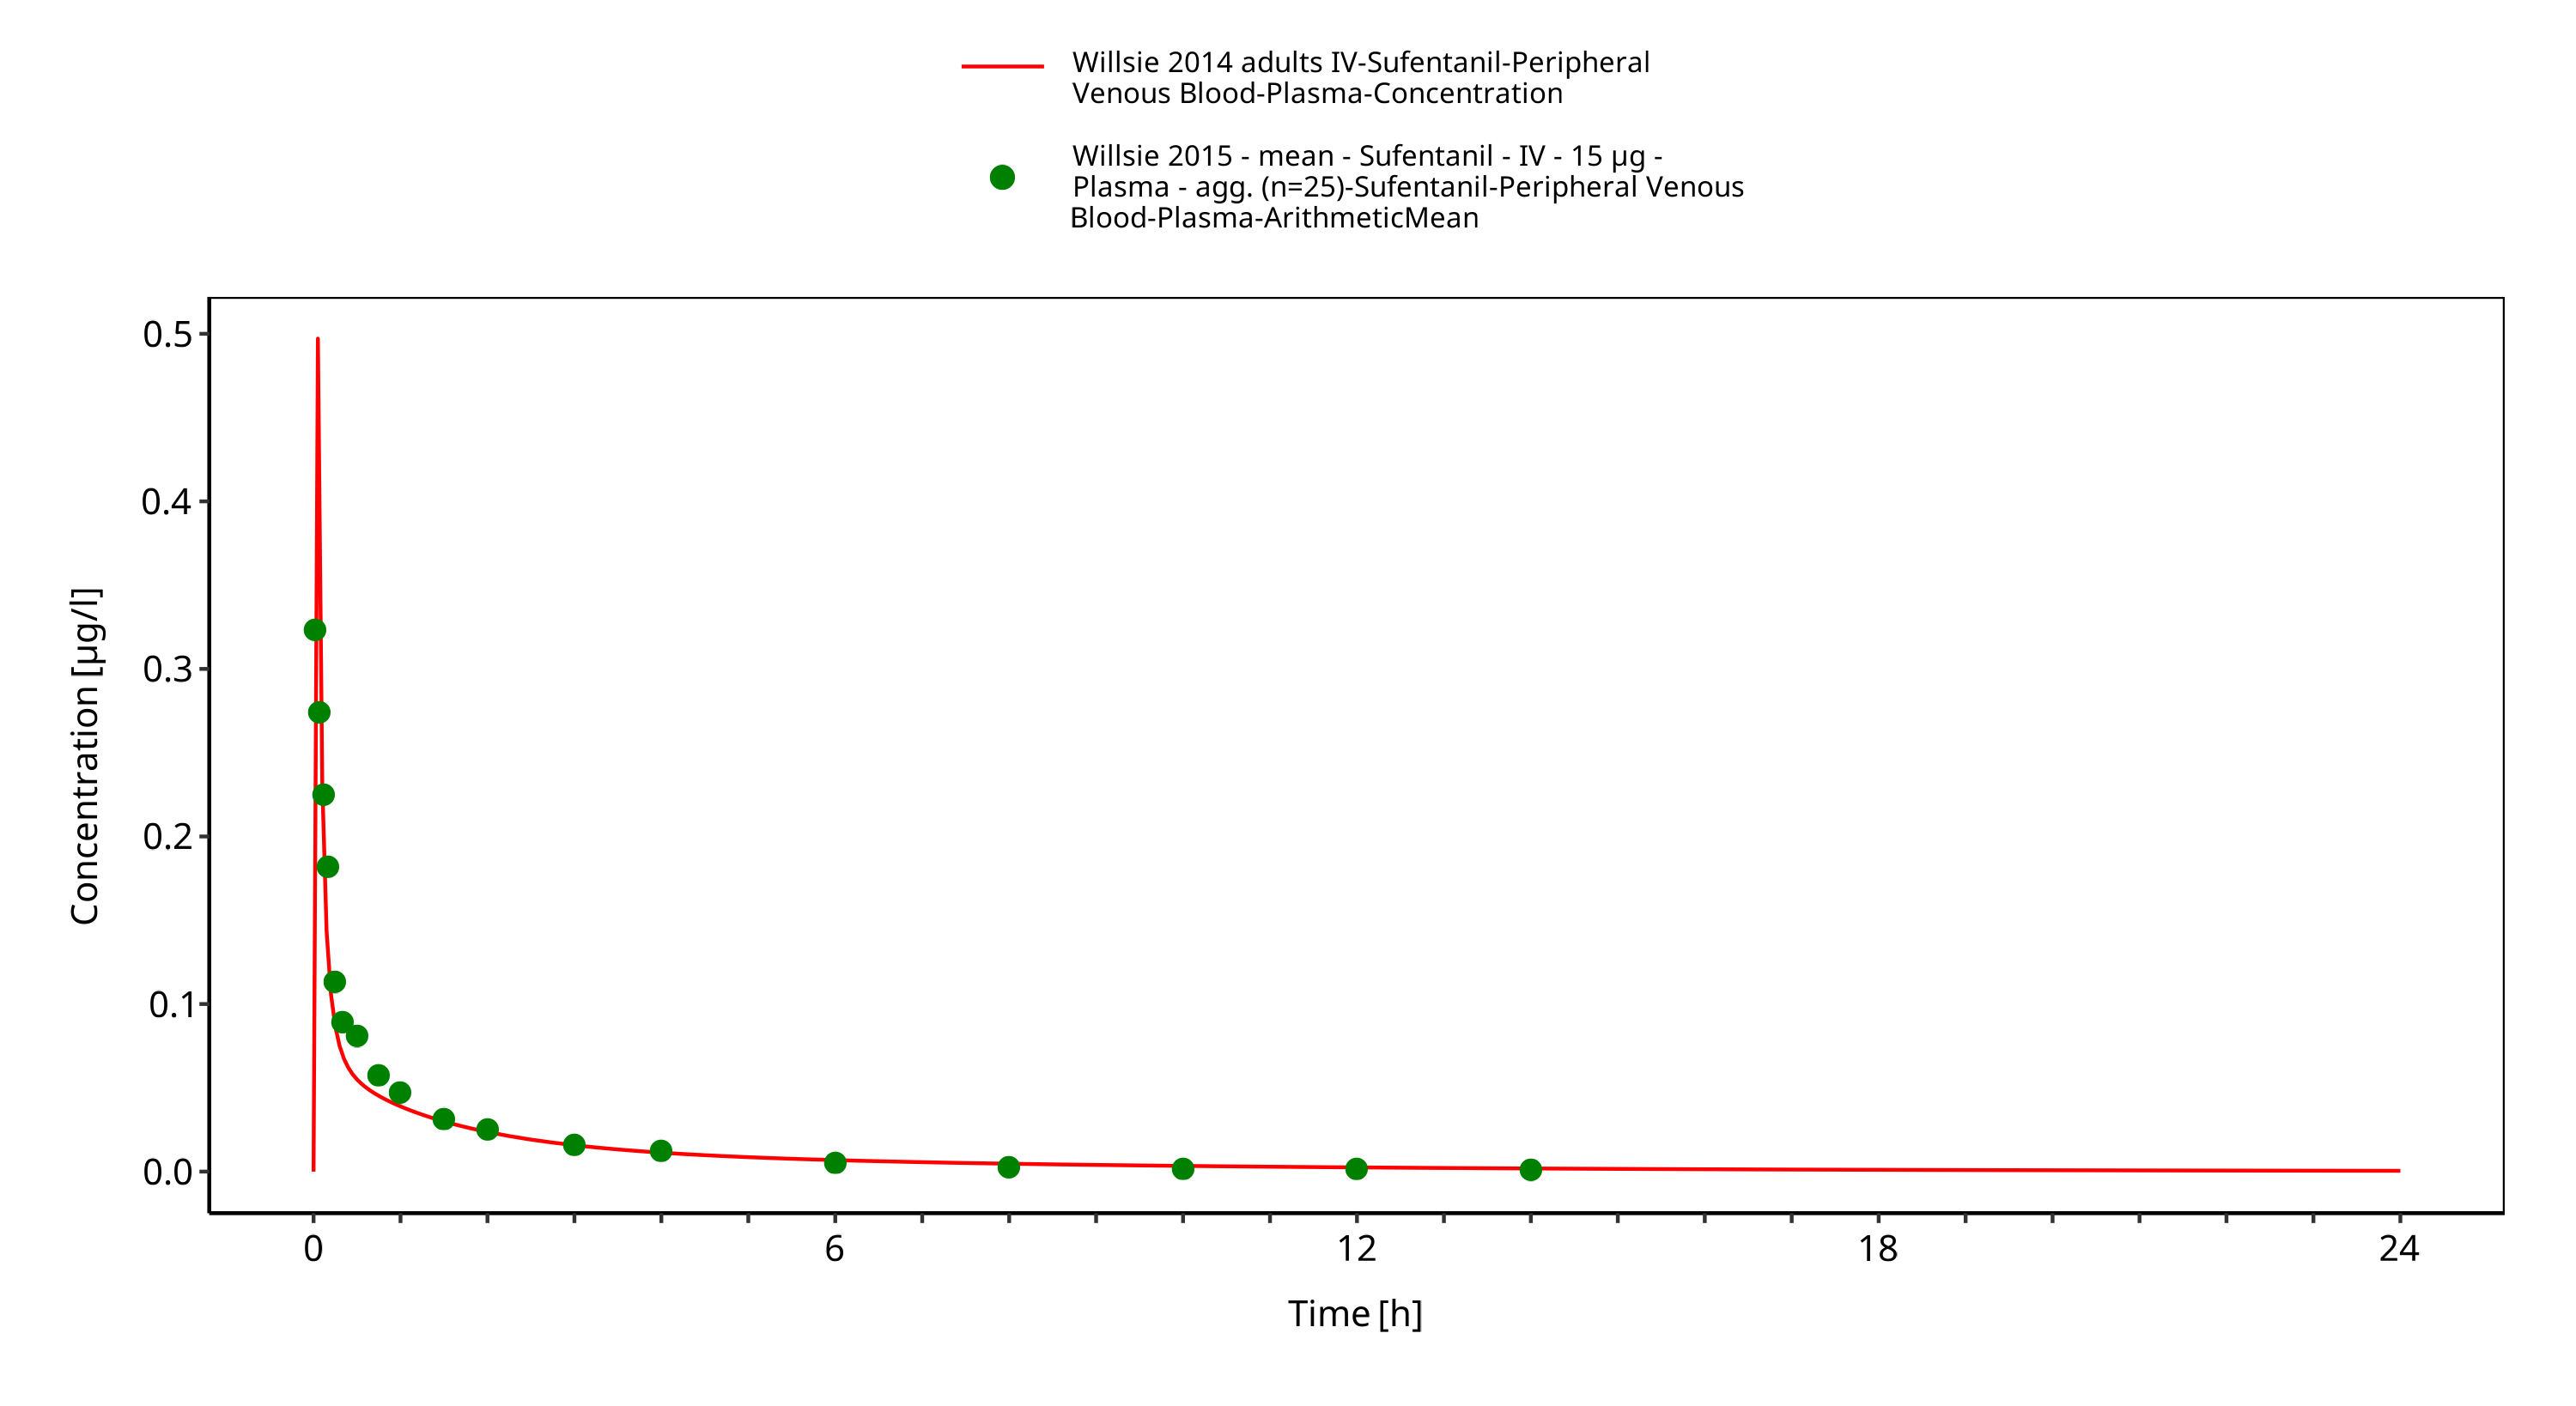 Willsie 2014 adults IV-Sufentanil-Peripheral
Venous Blood-Plasma-Concentration
Willsie 2015 - mean - Sufentanil - IV - 15 µg -
Plasma - agg. (n=25)-Sufentanil-Peripheral Venous
Blood-Plasma-ArithmeticMean
Concentration [µg/l]
0.5
0.4
0.3
0.2
0.1
0.0
0 6 12 18 24
Time [h]